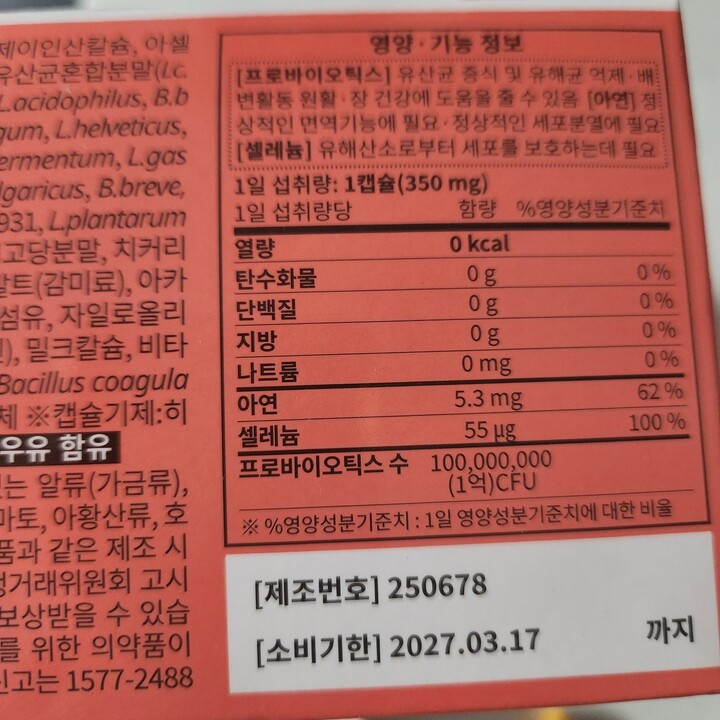 제이인산칼슘, 아셀
유산균혼합분말(Lc.
L.acidophilus, B.b
gum, L.helveticus,
ermentum, L.gas
lgaricus, B.breve,
931, L.plantarum
고당분말, 치커리
말트(감미료), 아카
섬유, 자일로올리
), 밀크칼슘, 비타
Bacillus coagula
체 ※캡슐기제:히
우유 함유
는 알류(가금류),
마토, 아황산류, 호
품과 같은 제조 시
정거래위원회 고시
보상받을 수 있습
를 위한 의약품이
신고는 1577-2488
영양·기능 정보
[프로바이오틱스] 유산균 증식 및 유해균 억제·배
변활동 원활·장 건강에 도움을 줄 수 있음 [아연] 정
상적인 면역기능에 필요·정상적인 세포분열에 필요
[셀레늄] 유해산소로부터 세포를 보호하는데 필요
1일 섭취량: 1캡슐(350 mg)
1일 섭취량당 함량 %영양성분기준치
열량 0 kcal
탄수화물 0 g 0 %
단백질 0 g 0 %
지방 0 g 0 %
나트륨 0 mg 0 %
아연 5.3 mg 62 %
셀레늄 55 μg 100 %
프로바이오틱스 수 100,000,000
(1억)CFU
※ %영양성분기준치 : 1일 영양성분기준치에 대한 비율
[제조번호] 250678
[소비기한] 2027.03.17 까지